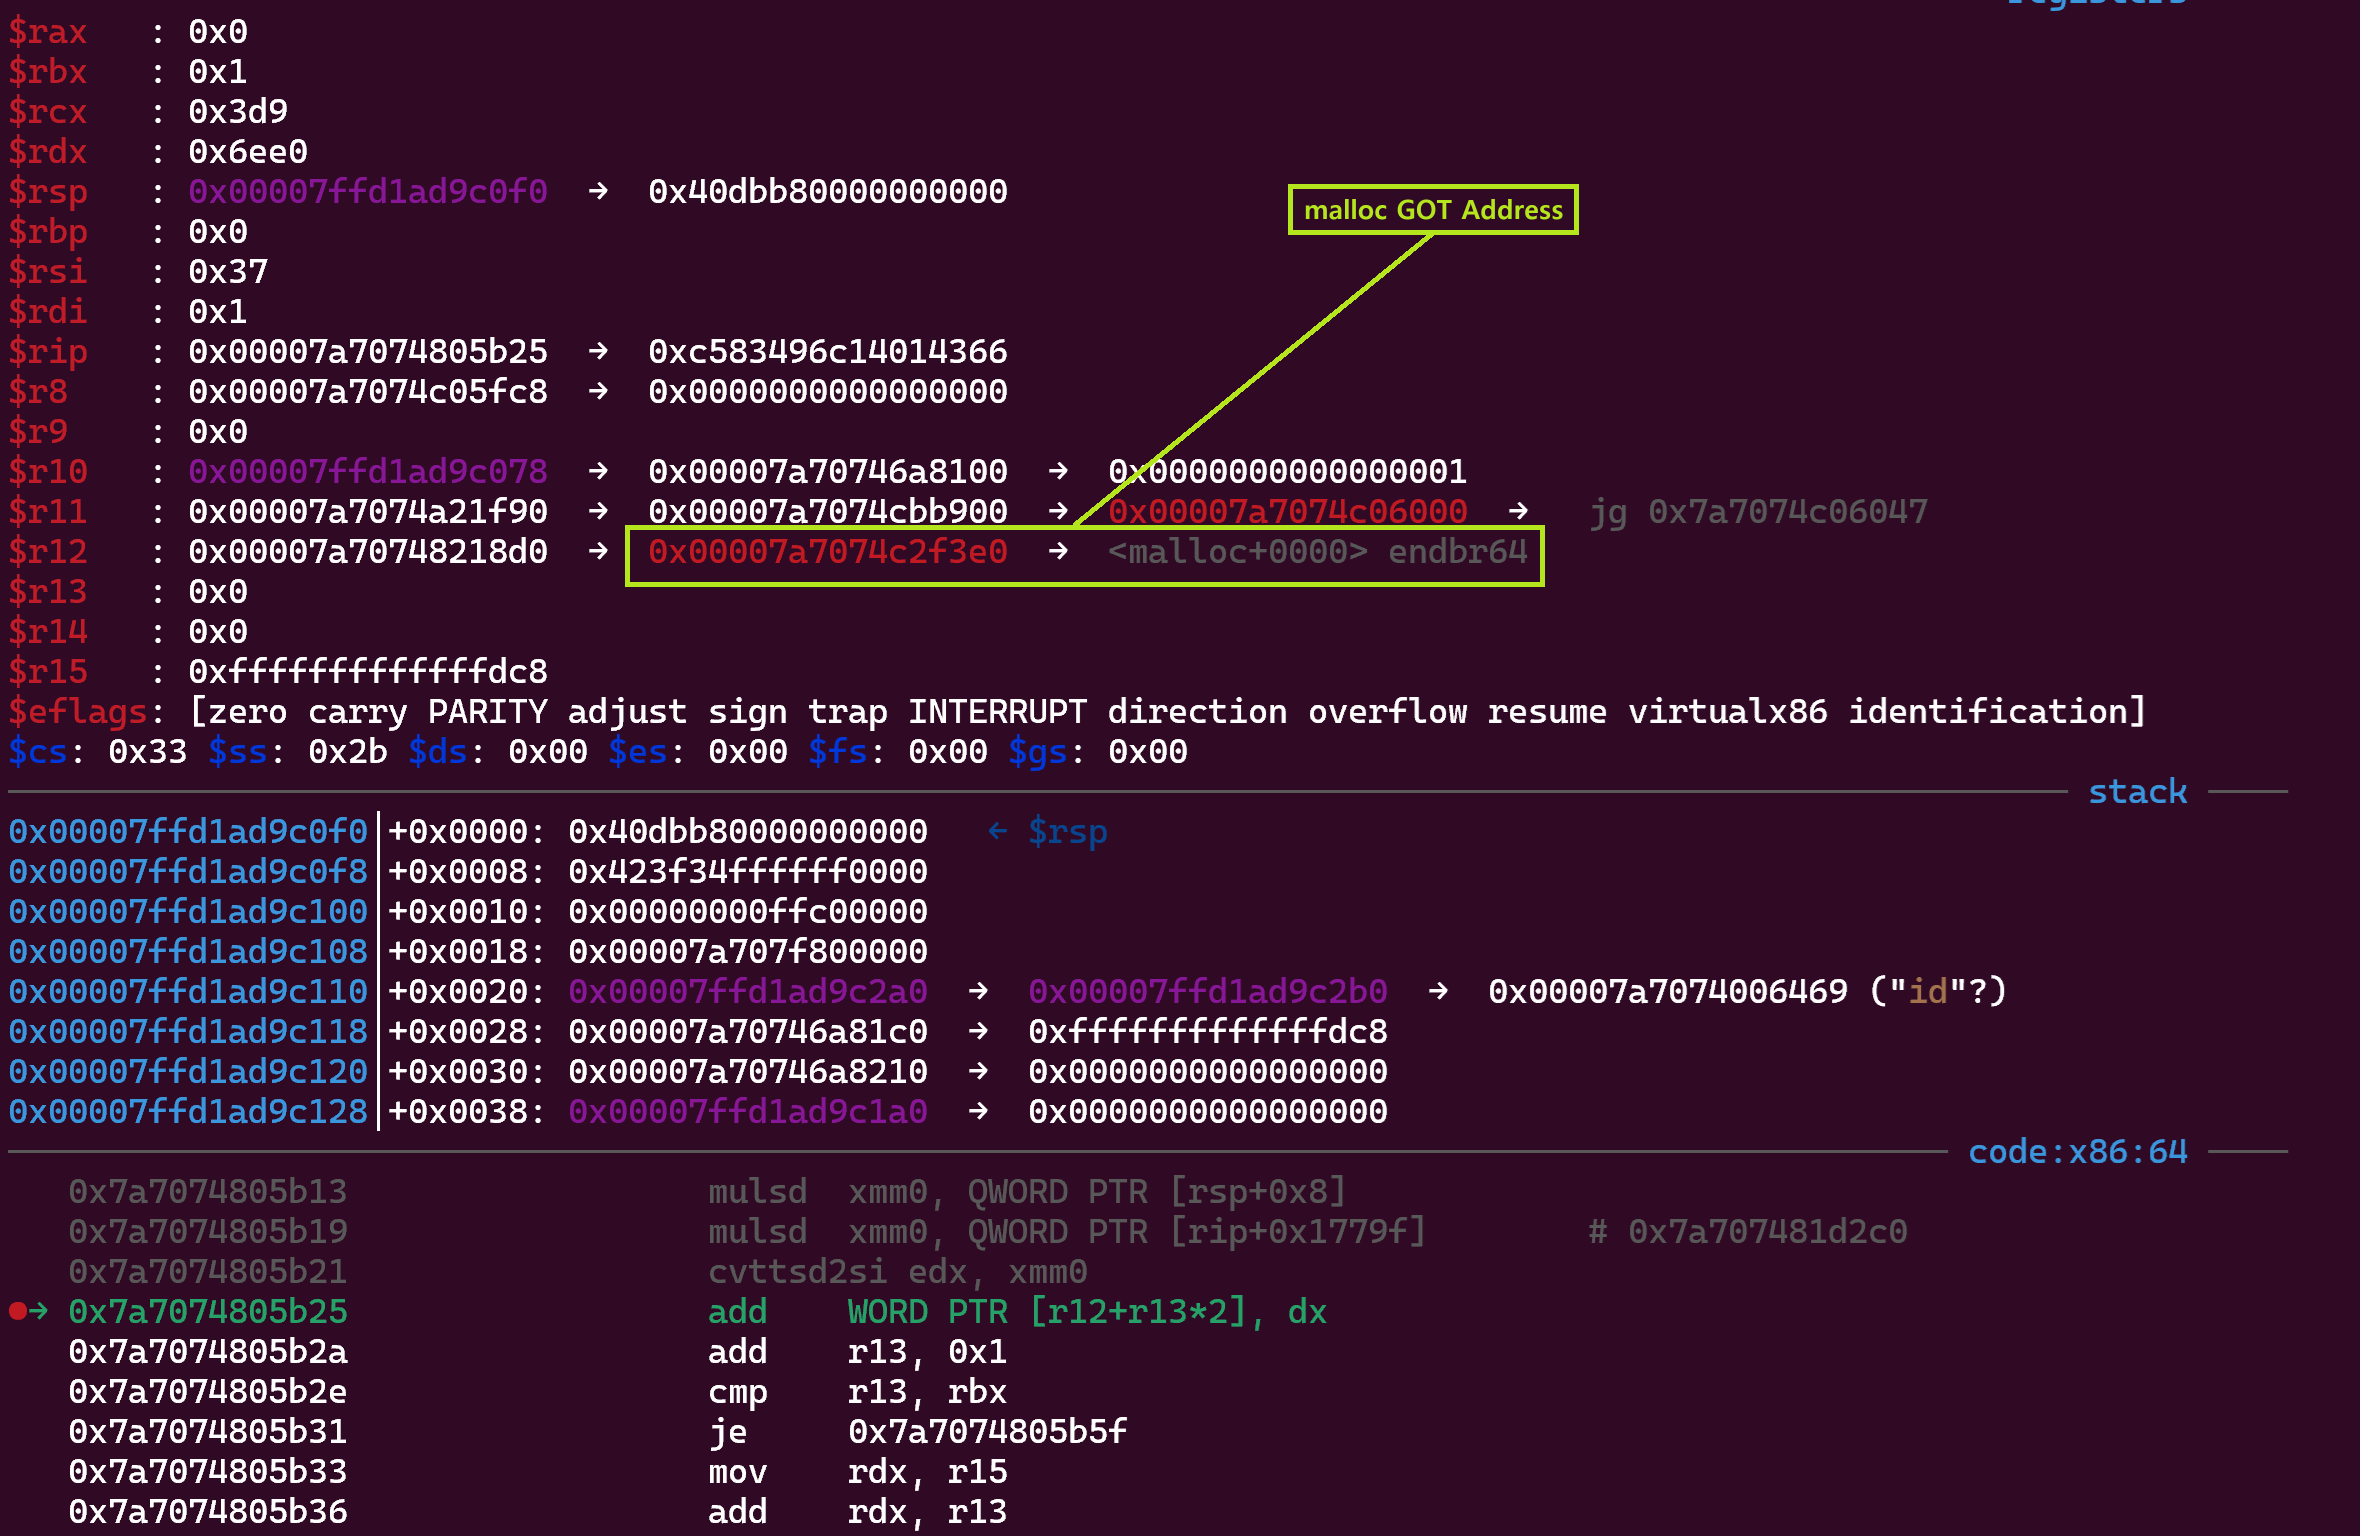 registers
$rax   : 0x0
$rbx   : 0x1
$rcx   : 0x3d9
$rdx   : 0x6ee0
$rsp   : 0x00007ffd1ad9c0f0  →  0x40dbb80000000000
malloc GOT Address
$rbp   : 0x0
$rsi   : 0x37
$rdi   : 0x1
$rip   : 0x00007a7074805b25  →  0xc583496c14014366
$r8    : 0x00007a7074c05fc8  →  0x0000000000000000
$r9    : 0x0
$r10   : 0x00007ffd1ad9c078  →  0x00007a70746a8100  →  0x0000000000000001
$r11   : 0x00007a7074a21f90  →  0x00007a7074cbb900  →  0x00007a7074c06000  →   jg 0x7a7074c06047
$r12   : 0x00007a70748218d0  →  0x00007a7074c2f3e0  →  <malloc+0000> endbr64
$r13   : 0x0
$r14   : 0x0
$r15   : 0xfffffffffffffdc8
$eflags: [zero carry PARITY adjust sign trap INTERRUPT direction overflow resume virtualx86 identification]
$cs: 0x33 $ss: 0x2b $ds: 0x00 $es: 0x00 $fs: 0x00 $gs: 0x00
stack
0x00007ffd1ad9c0f0│+0x0000: 0x40dbb80000000000   ← $rsp
0x00007ffd1ad9c0f8│+0x0008: 0x423f34ffffff0000
0x00007ffd1ad9c100│+0x0010: 0x00000000ffc00000
0x00007ffd1ad9c108│+0x0018: 0x00007a707f800000
0x00007ffd1ad9c110│+0x0020: 0x00007ffd1ad9c2a0  →  0x00007ffd1ad9c2b0  →  0x00007a7074006469 ("id"?)
0x00007ffd1ad9c118│+0x0028: 0x00007a70746a81c0  →  0xfffffffffffffdc8
0x00007ffd1ad9c120│+0x0030: 0x00007a70746a8210  →  0x0000000000000000
0x00007ffd1ad9c128│+0x0038: 0x00007ffd1ad9c1a0  →  0x0000000000000000
code:x86:64
0x7a7074805b13                  mulsd  xmm0, QWORD PTR [rsp+0x8]
0x7a7074805b19                  mulsd  xmm0, QWORD PTR [rip+0x1779f]        # 0x7a707481d2c0
0x7a7074805b21                  cvttsd2si edx, xmm0
●→ 0x7a7074805b25                  add    WORD PTR [r12+r13*2], dx
0x7a7074805b2a                  add    r13, 0x1
0x7a7074805b2e                  cmp    r13, rbx
0x7a7074805b31                  je     0x7a7074805b5f
0x7a7074805b33                  mov    rdx, r15
0x7a7074805b36                  add    rdx, r13